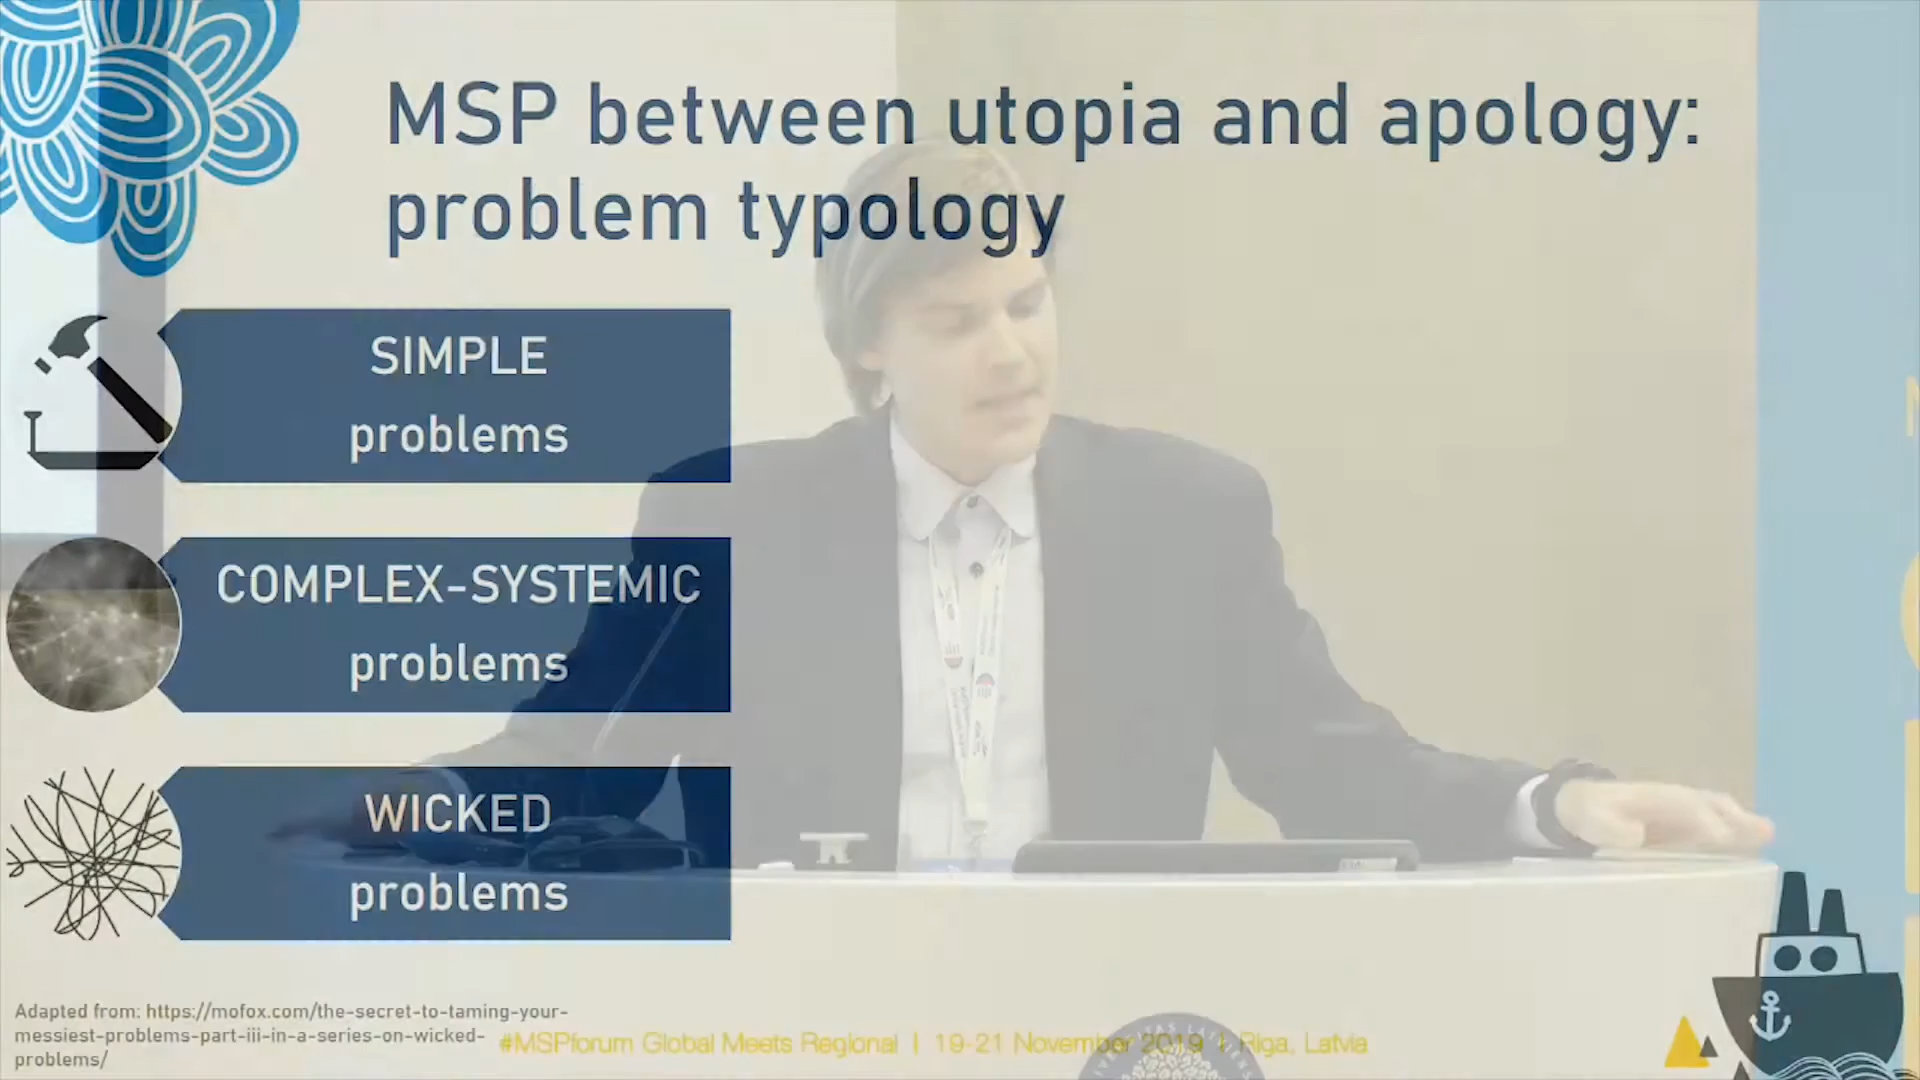 MSP between utopia and apology:
problem typology
SIMPLE
problems
COMPLEX-SYSTEMIC
problems
WICKED
problems
Adapted from: https://mofox.com/the-secret-to-taming-your-
messiest-problems-part-iii-in-a-series-on-wicked-
problems/
#MSPforum Global Meets Regional | 19-21 November 2019 | Riga, Latvia